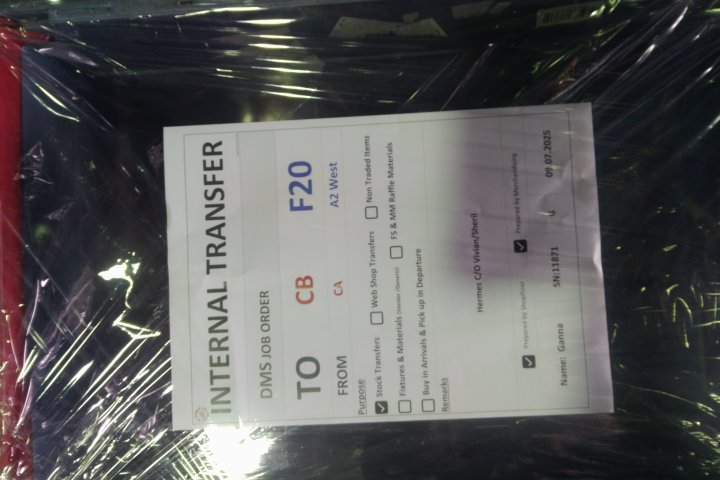 INTERNAL TRANSFER
DMS JOB ORDER
TO CB F20
FROM CA A2 West
Purpose
Stock Transfers Web Shop Transfers Non Traded Items
Fixtures & Materials (Vendor /Generic) FS & MM Raffle Materials
Buy in Arrivals & Pick up in Departure
Remarks
Hermes C/O Vivian/Sheril
Prepared by Shopfloor Prepared by Merchandising
Name: Ganna SN:11871 09.07.2025